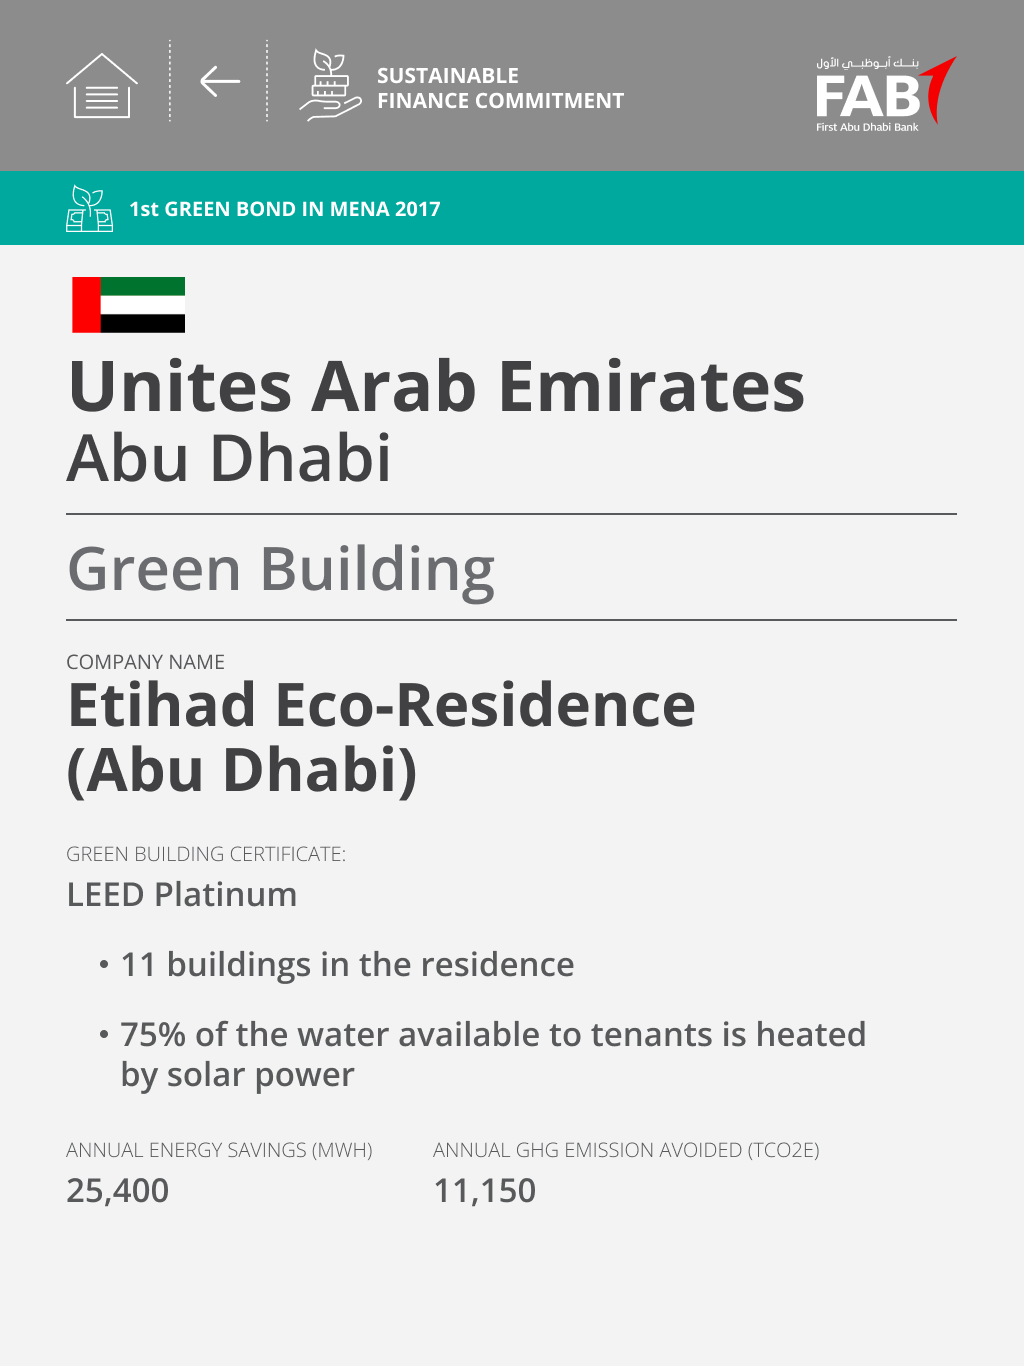 SUSTAINABLE
FINANCE COMMITMENT
بنــك أبـوظبــي الأول
FAB
First Abu Dhabi Bank
1st GREEN BOND IN MENA 2017
Unites Arab Emirates
Abu Dhabi
Green Building
COMPANY NAME
Etihad Eco-Residence
(Abu Dhabi)
GREEN BUILDING CERTIFICATE:
LEED Platinum
• 11 buildings in the residence
• 75% of the water available to tenants is heated
by solar power
ANNUAL ENERGY SAVINGS (MWH) ANNUAL GHG EMISSION AVOIDED (TCO2E)
25,400 11,150